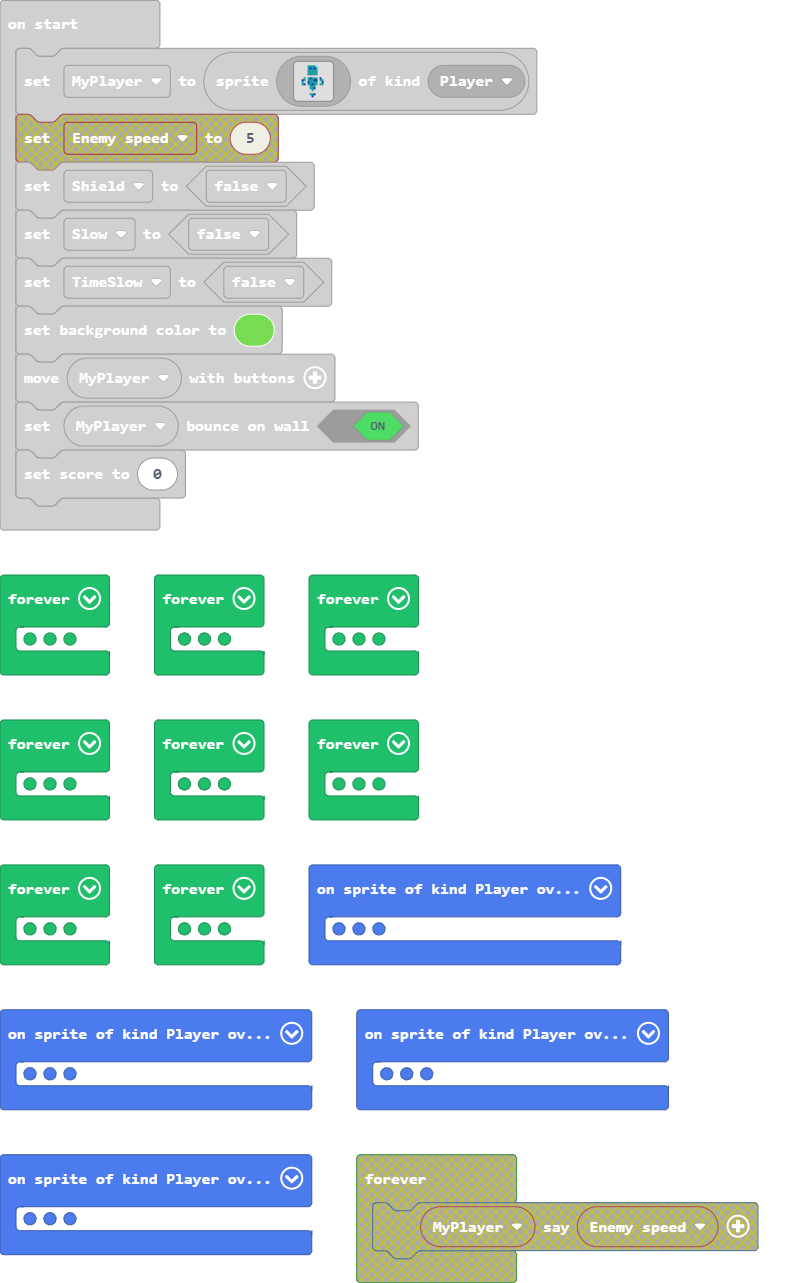 on start
set MyPlayer to sprite of kind Player
set Enemy speed to 5
set Shield to false
set Slow to false
set TimeSlow to false
set background color to
move MyPlayer with buttons
set MyPlayer bounce on wall ON
set score to 0
forever forever forever
forever forever forever
forever forever on sprite of kind Player ov...
on sprite of kind Player ov... on sprite of kind Player ov...
on sprite of kind Player ov... forever
MyPlayer say Enemy speed